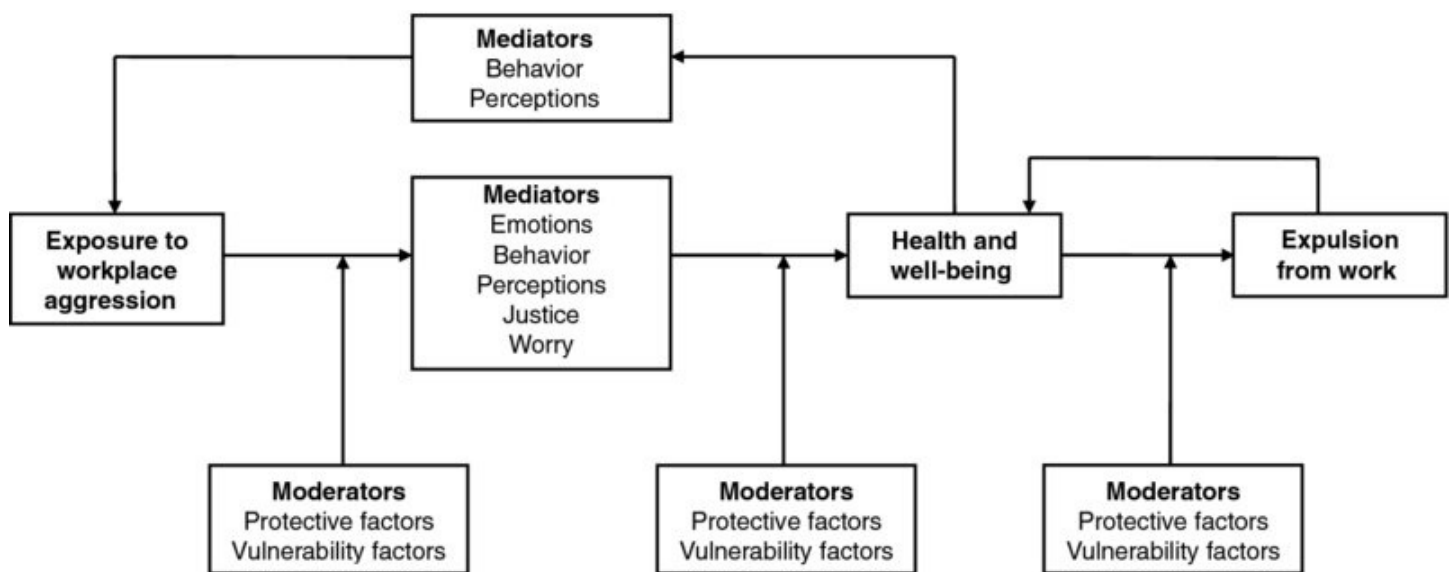 Mediators
Behavior
Perceptions
Mediators
Emotions
Behavior
Perceptions
Justice
Worry
Exposure to
workplace
aggression
Health and
well-being
Expulsion
from work
Moderators
Protective factors
Vulnerability factors
Moderators
Protective factors
Vulnerability factors
Moderators
Protective factors
Vulnerability factors